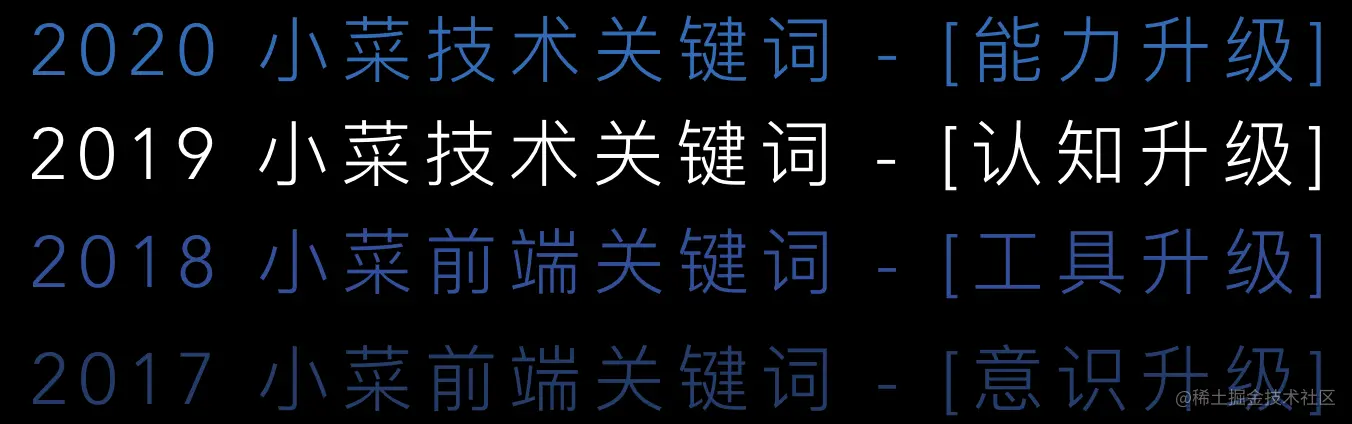 2020 小菜技术关键词 - [能力升级]
2019 小菜技术关键词 - [认知升级]
2018 小菜前端关键词 - [工具升级]
2017 小菜前端关键词 - [意识升级]
@稀土掘金技术社区